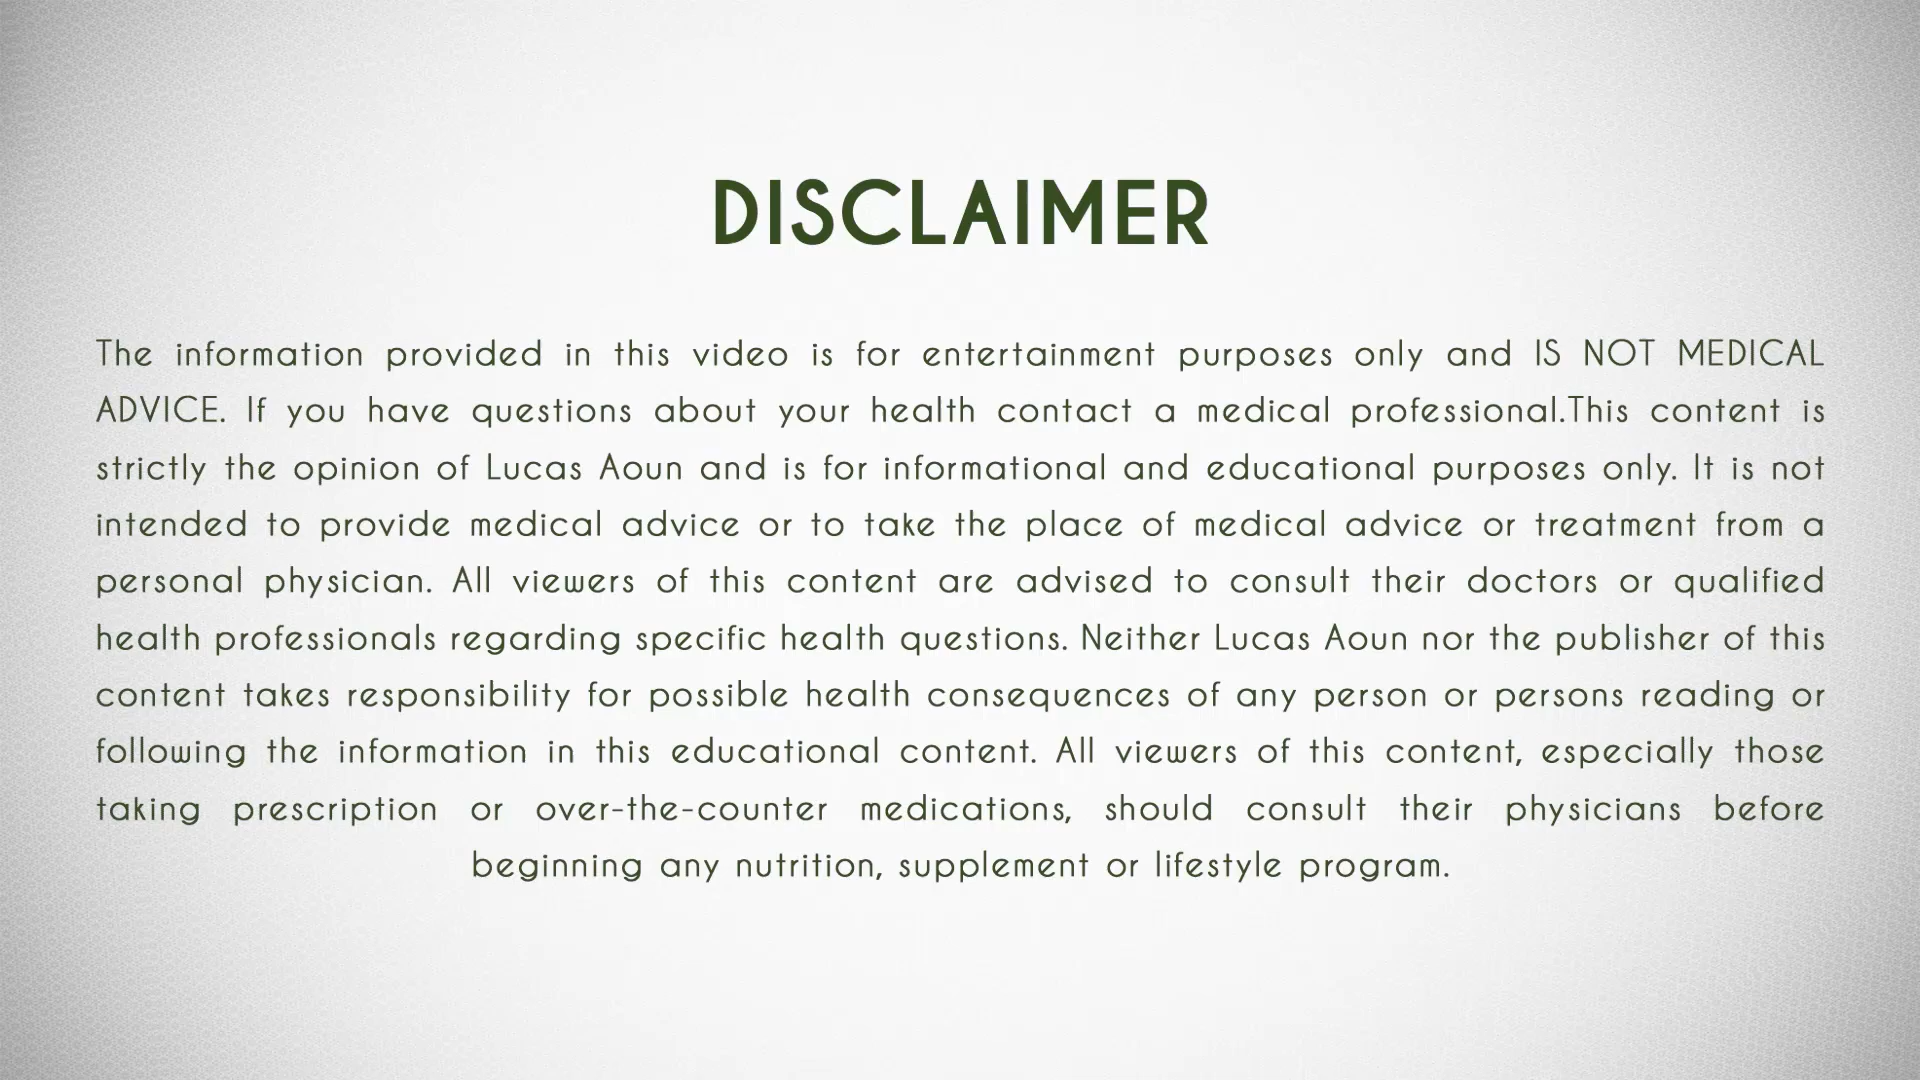 DISCLAIMER
The information provided in this video is for entertainment purposes only and IS NOT MEDICAL
ADVICE. If you have questions about your health contact a medical professional.This content is
strictly the opinion of Lucas Aoun and is for informational and educational purposes only. It is not
intended to provide medical advice or to take the place of medical advice or treatment from a
personal physician. All viewers of this content are advised to consult their doctors or qualified
health professionals regarding specific health questions. Neither Lucas Aoun nor the publisher of this
content takes responsibility for possible health consequences of any person or persons reading or
following the information in this educational content. All viewers of this content, especially those
taking prescription or over-the-counter medications, should consult their physicians before
beginning any nutrition, supplement or lifestyle program.